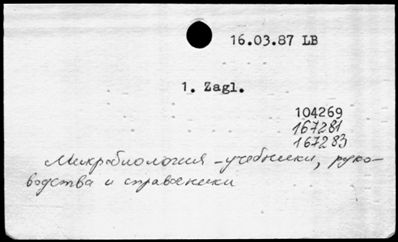 16.03.87 LB
1. Zagl.
104269
167281
167283
Микробиология - учебники, руко-
водства и справочники